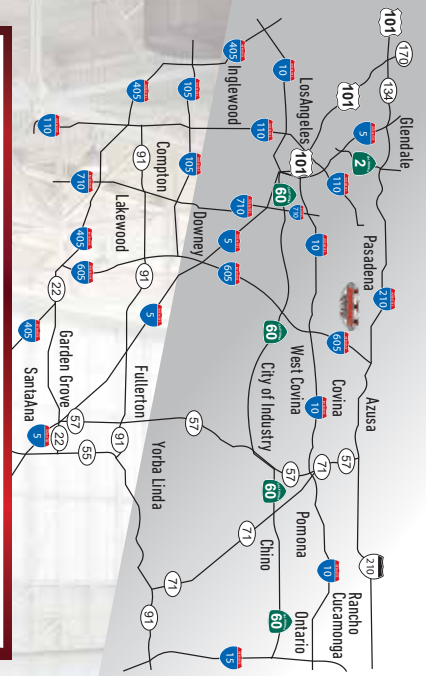 101
170
Glendale
134
210
210
5
2
Pasadena
Azusa
Rancho
Cucamonga
101
110
605
Covina
57
10
10
10
71
Los Angeles
101
710
West Covina
57
Pomona
Ontario
10
60
60
60
60
City of Industry
Chino
110
Inglewood
405
710
5
605
71
15
Downey
105
105
57
71
Compton
Yorba Linda
5
91
91
Fullerton
91
91
405
Lakewood
710
405
605
57
55
22
Garden Grove
22
110
5
405
SantaAna